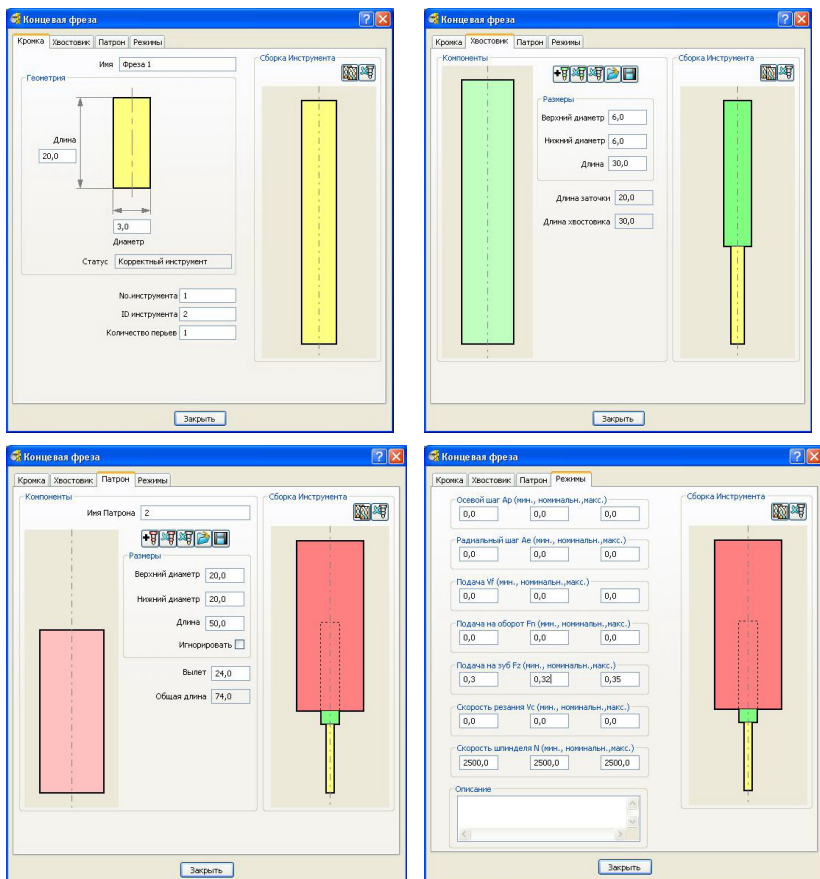 Концевая фреза
Кромка Хвостовик Патрон Режимы
Имя Фреза 1
Геометрия
Длина
20,0
3,0
Диаметр
Статус Корректный инструмент
No.инструмента 1
ID инструмента 2
Количество перьев 1
Сборка Инструмента
Закрыть
Концевая фреза
Кромка Хвостовик Патрон Режимы
Компоненты
Размеры
Верхний диаметр 6,0
Нижний диаметр 6,0
Длина 30,0
Длина заточки 20,0
Длина хвостовика 30,0
Сборка Инструмента
Закрыть
Концевая фреза
Кромка Хвостовик Патрон Режимы
Компоненты
Имя Патрона 2
Размеры
Верхний диаметр 20,0
Нижний диаметр 20,0
Длина 50,0
Игнорировать
Вылет 24,0
Общая длина 74,0
Сборка Инструмента
Закрыть
Концевая фреза
Кромка Хвостовик Патрон Режимы
Осевой шаг Ap (мин., номинальн.,макс.)
0,0 0,0 0,0
Радиальный шаг Ae (мин., номинальн.,макс.)
0,0 0,0 0,0
Подача Vf (мин., номинальн.,макс.)
0,0 0,0 0,0
Подача на оборот Fn (мин., номинальн.,макс.)
0,0 0,0 0,0
Подача на зуб Fz (мин., номинальн.,макс.)
0,3 0,32 0,35
Скорость резания Vc (мин., номинальн.,макс.)
0,0 0,0 0,0
Скорость шпинделя N (мин., номинальн.,макс.)
2500,0 2500,0 2500,0
Описание
Сборка Инструмента
Закрыть